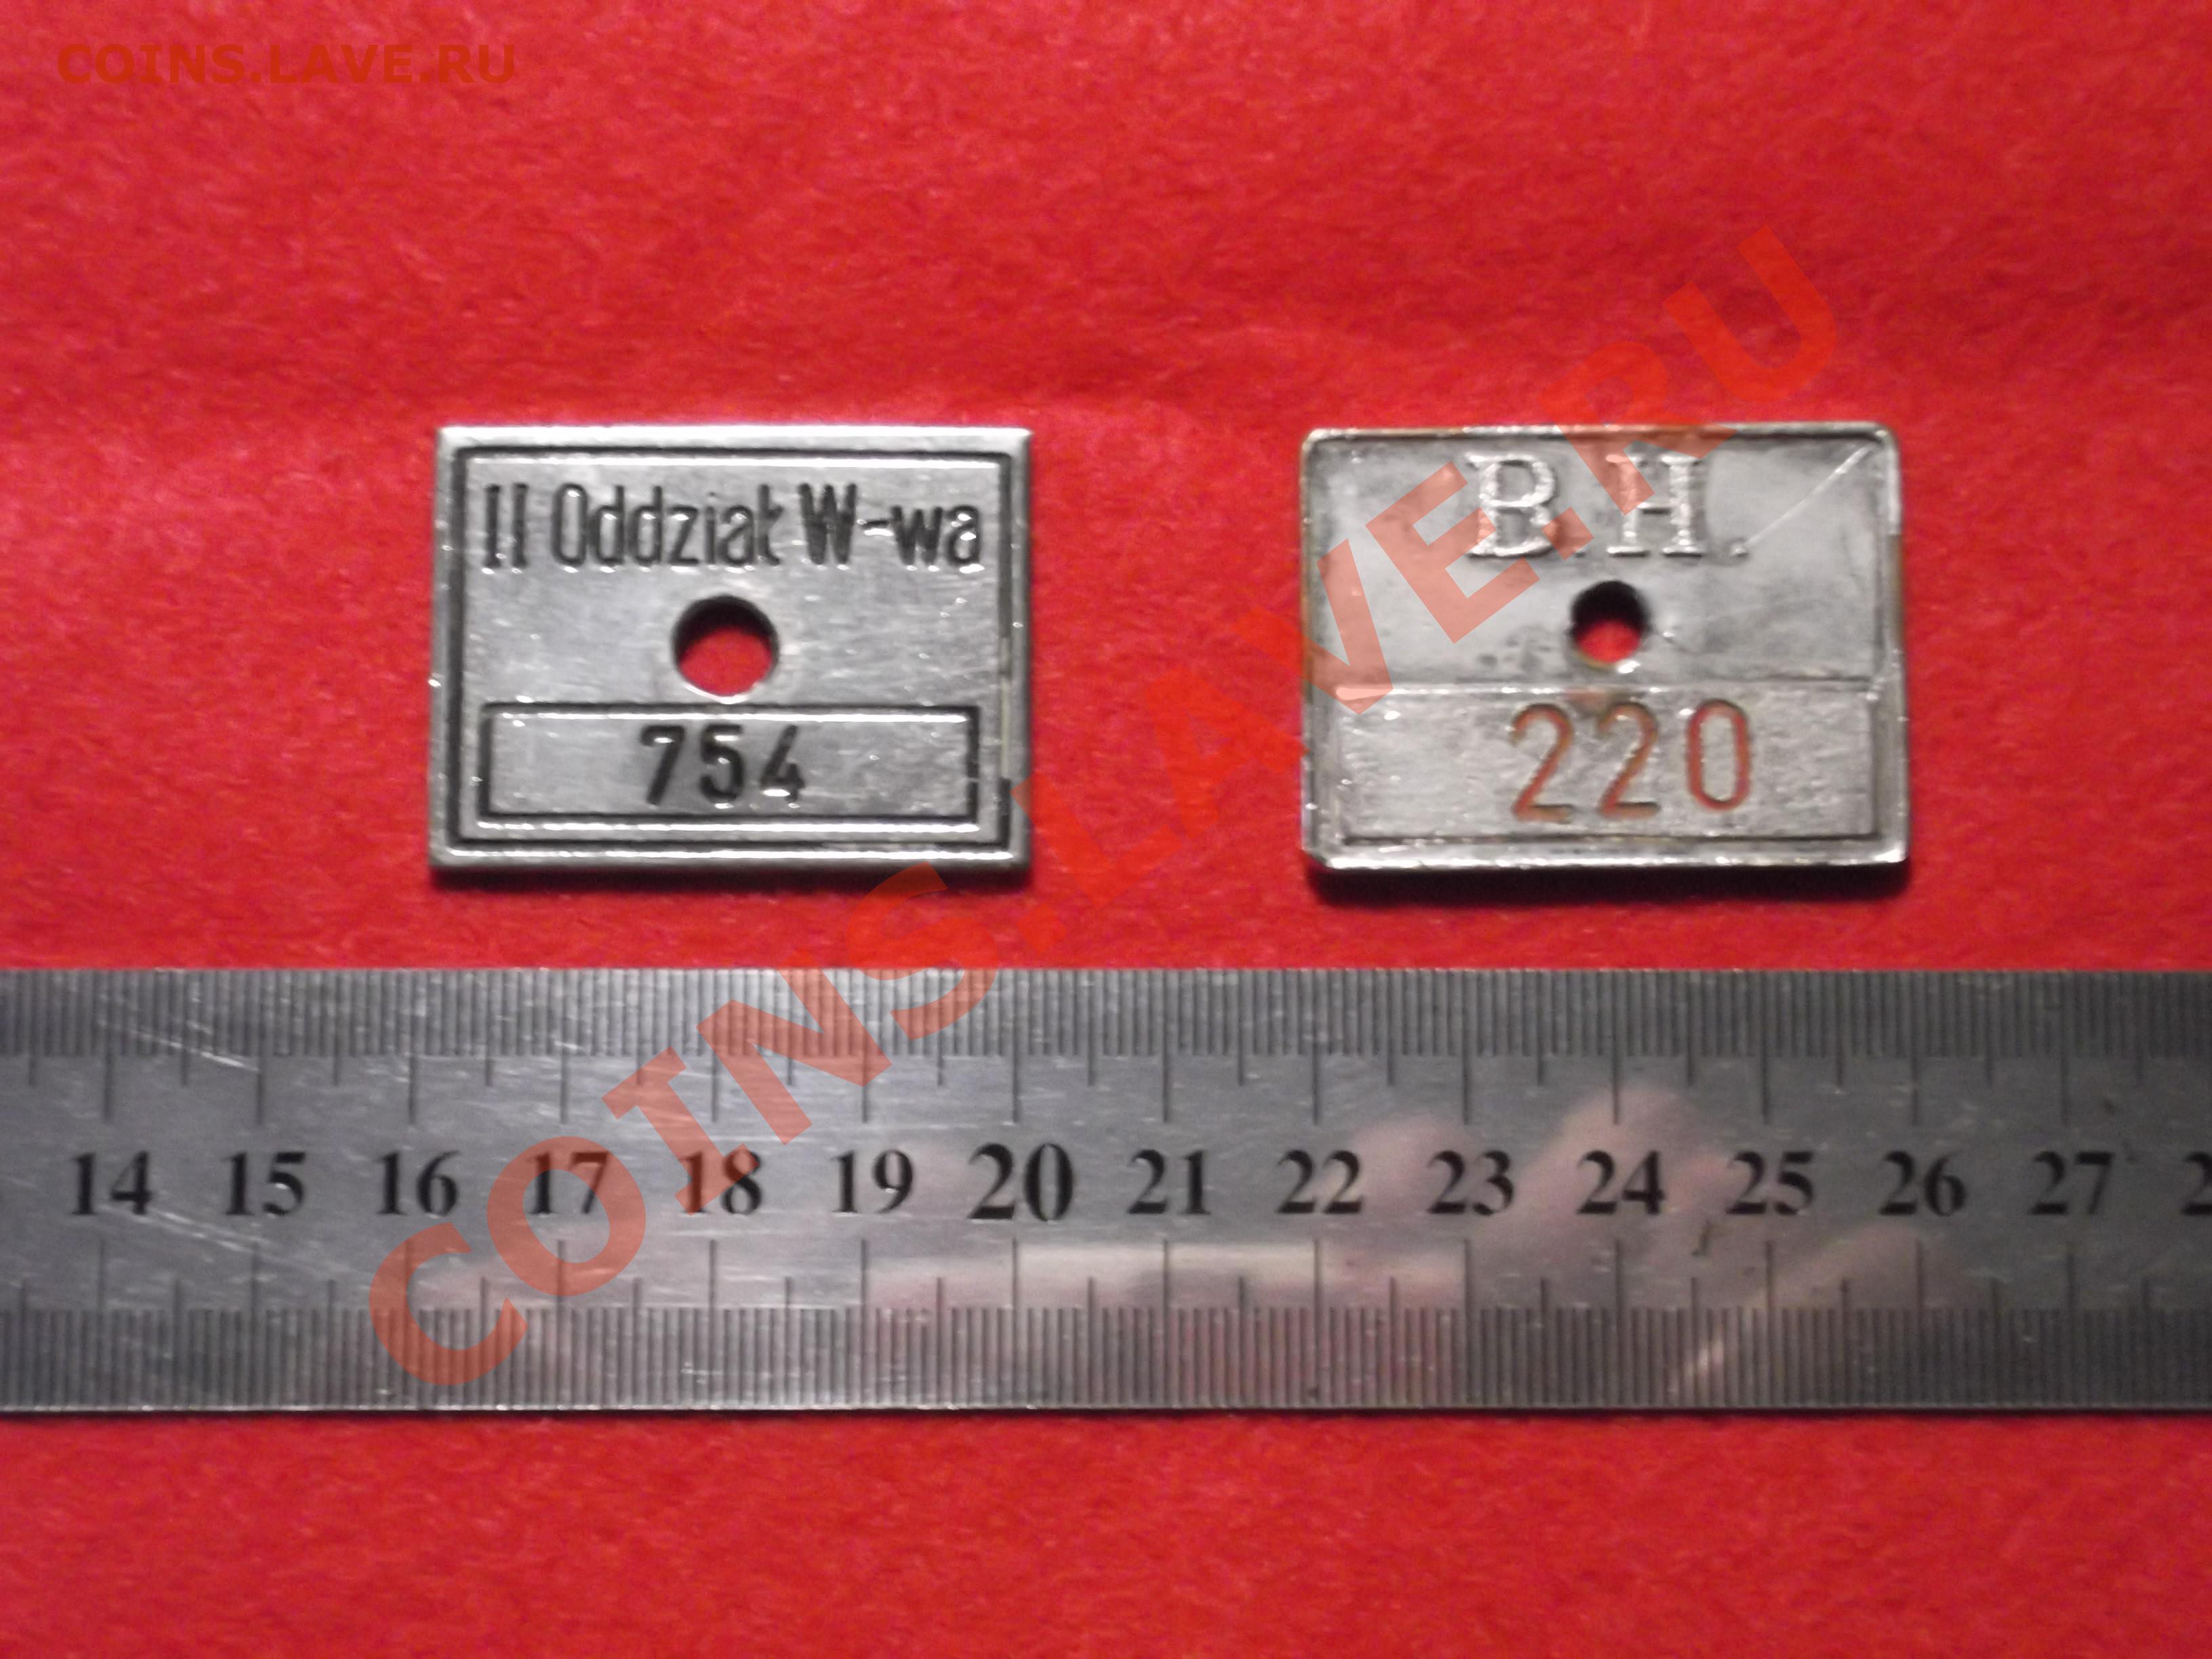 COINS.LAVE.RU
II Oddział W-wa
754
B.H.
220
COINS.LAVE.RU
14 15 16 17 18 19 20 21 22 23 24 25 26 27